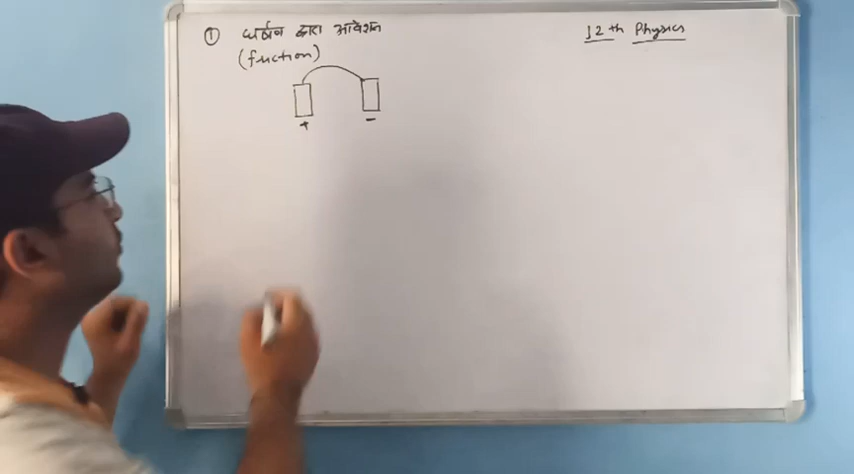 ① घर्षण द्वारा आवेशन
12th Physics
(friction)
+ -